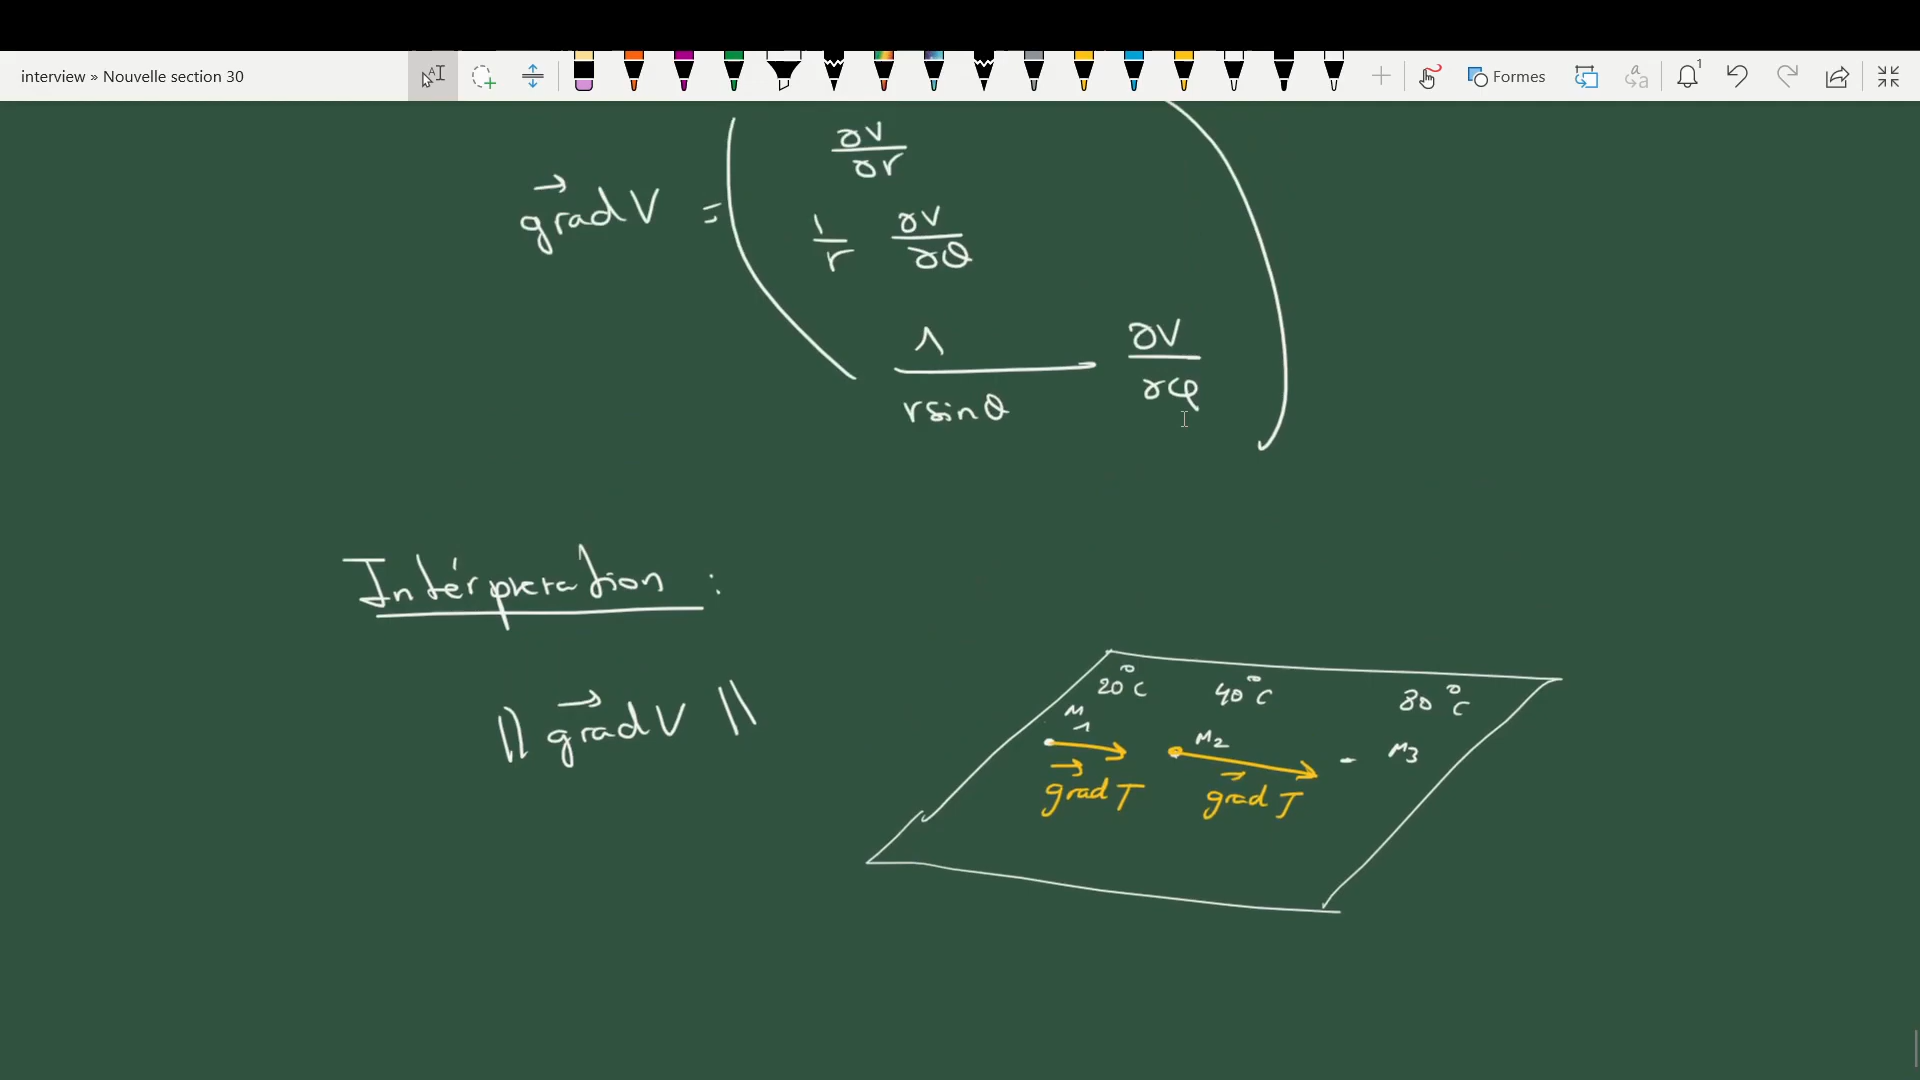 interview » Nouvelle section 30
Formes
1
∂V
∂r
→
grad V =
1 ∂V
r ∂θ
1 ∂V
r sin θ ∂φ
Intérpretation :
→
|| grad V ||
20°C 40°C 80°C
M1 M2 M3
→ →
grad T grad T